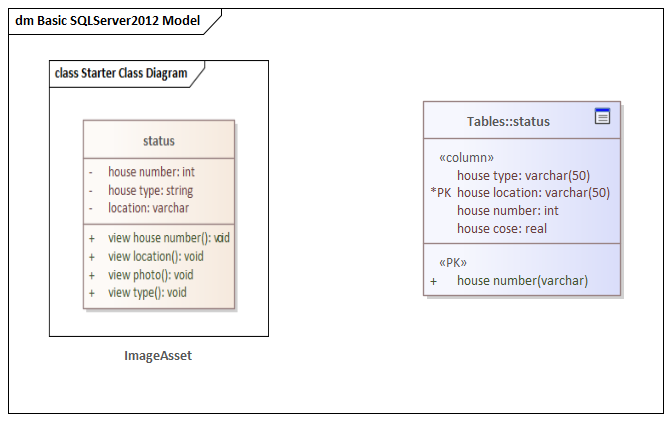 dm Basic SQLServer2012 Model
class Starter Class Diagram
status
- house number: int
- house type: string
- location: varchar
+ view house number(): void
+ view location(): void
+ view photo(): void
+ view type(): void
ImageAsset
Tables::status
«column»
house type: varchar(50)
*PK house location: varchar(50)
house number: int
house cose: real
«PK»
+ house number(varchar)